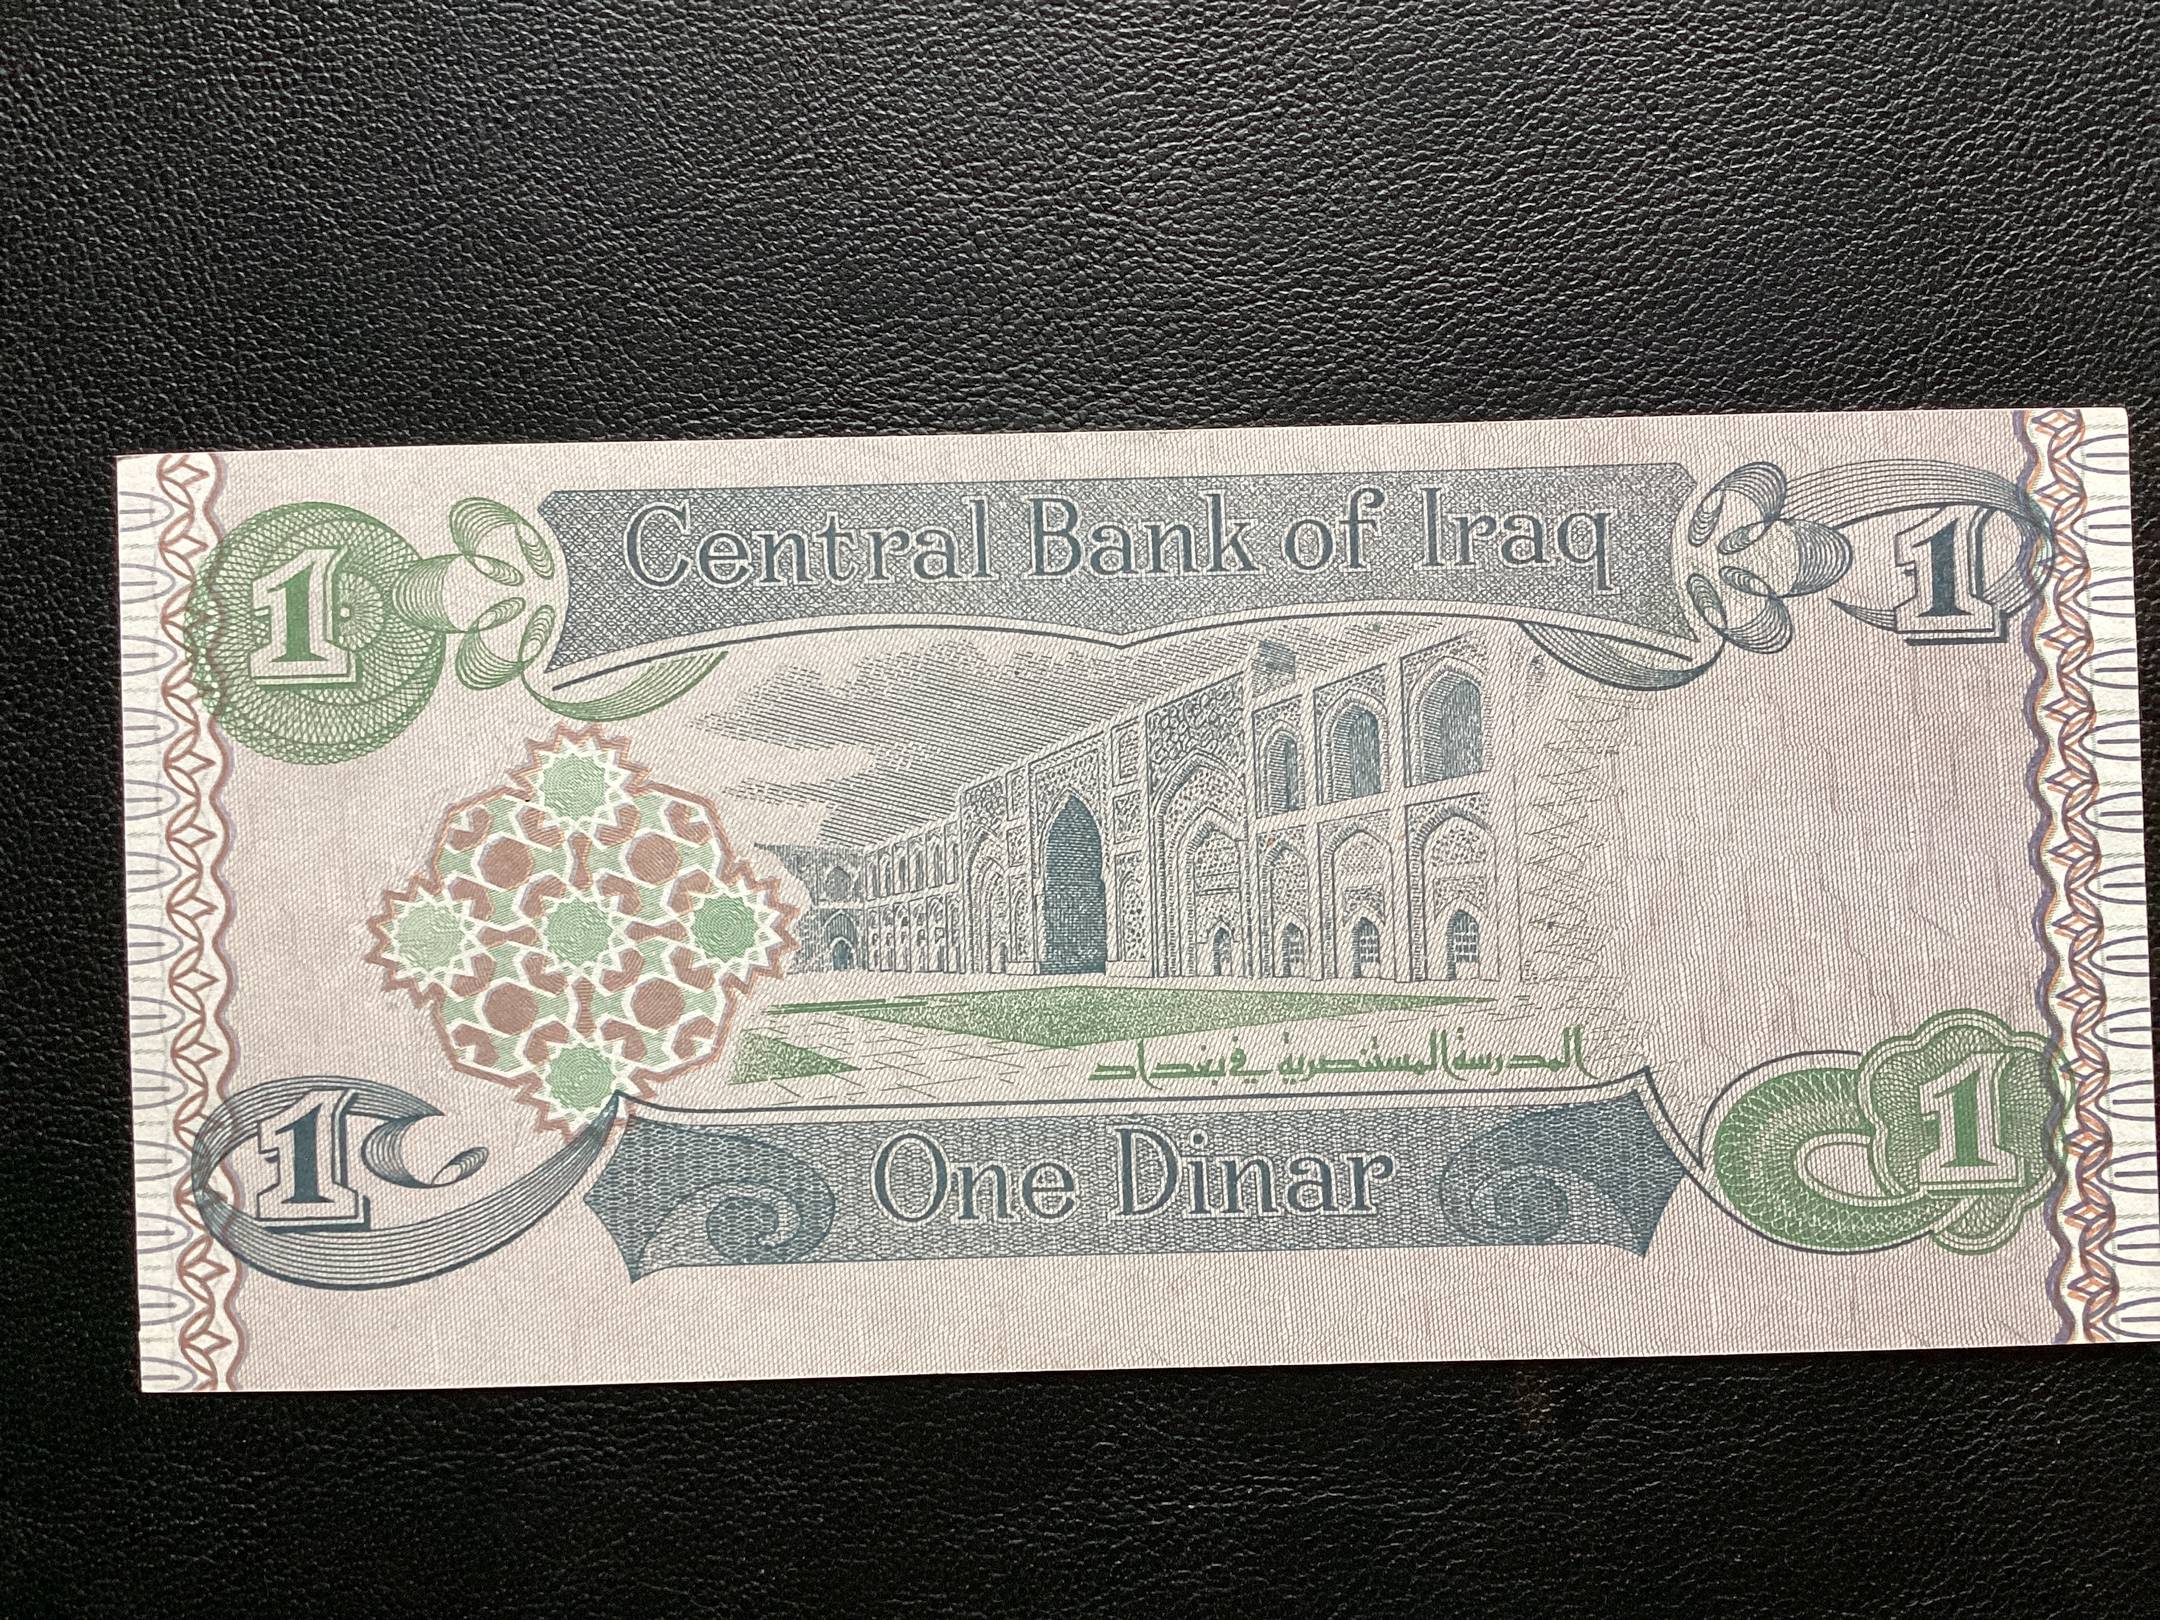 Central Bank of Iraq
1
1
المدرسة المستنصرية في بغداد
1
One Dinar
1